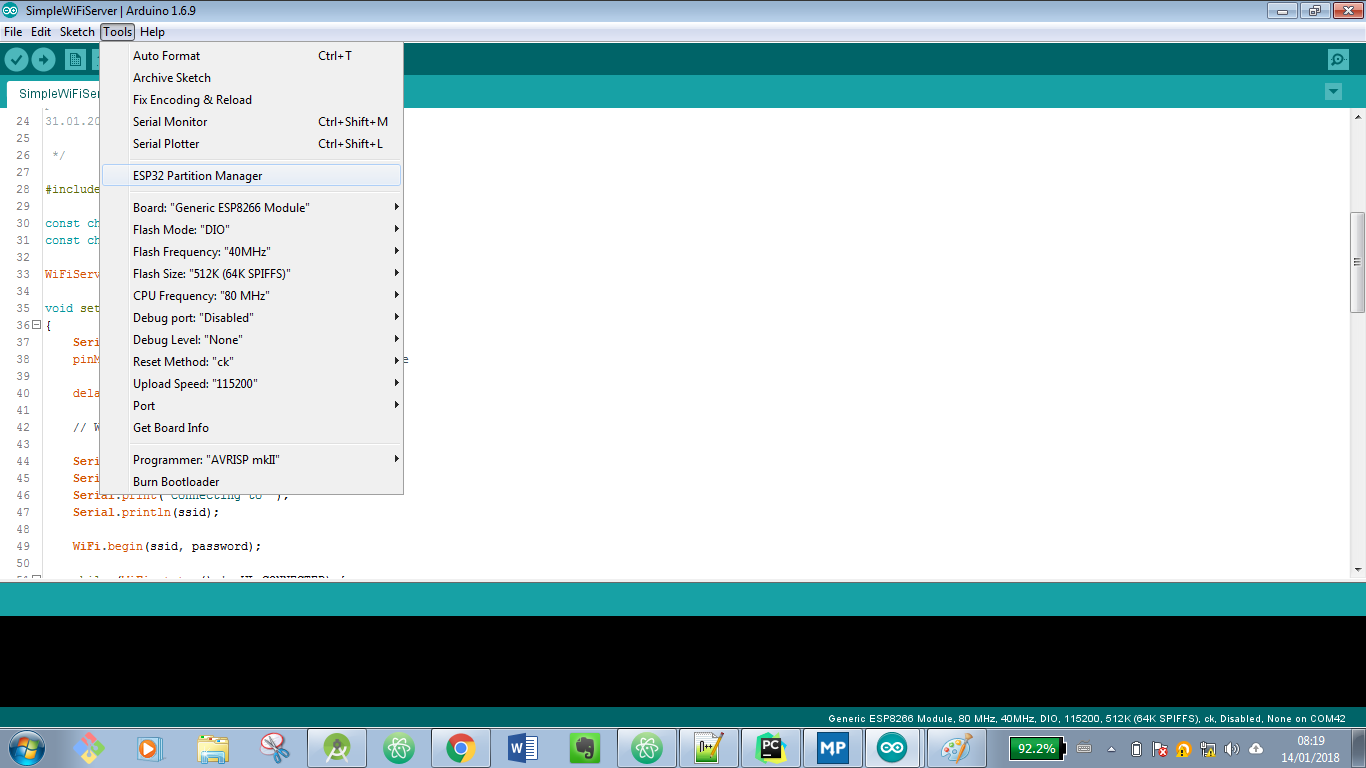 SimpleWiFiServer | Arduino 1.6.9
File Edit Sketch Tools Help
Auto Format Ctrl+T
Archive Sketch
Fix Encoding & Reload
Serial Monitor Ctrl+Shift+M
Serial Plotter Ctrl+Shift+L
ESP32 Partition Manager
Board: "Generic ESP8266 Module"
Flash Mode: "DIO"
Flash Frequency: "40MHz"
Flash Size: "512K (64K SPIFFS)"
CPU Frequency: "80 MHz"
Debug port: "Disabled"
Debug Level: "None"
Reset Method: "ck"
Upload Speed: "115200"
Port
Get Board Info
Programmer: "AVRISP mkII"
Burn Bootloader
SimpleWiFiSer
24 31.01.20
25
26 */
27
28 #include
29
30 const ch
31 const ch
32
33 WiFiServ
34
35 void set
36 {
37 Seri
38 pinM e
39
40 dela
41
42 // W
43
44 Seri
45 Seri
46 Serial.print("Connecting to ");
47 Serial.println(ssid);
48
49 WiFi.begin(ssid, password);
50
Generic ESP8266 Module, 80 MHz, 40MHz, DIO, 115200, 512K (64K SPIFFS), ck, Disabled, None on COM42
PC
MP
92.2%
08:19
14/01/2018